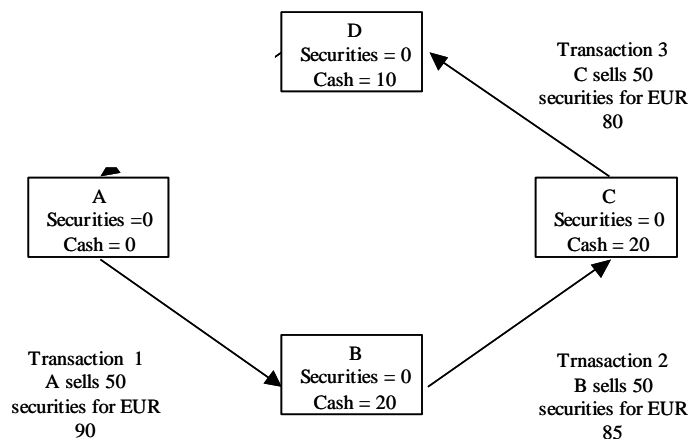 D
Securities = 0
Cash = 10
Transaction 3
C sells 50
securities for EUR
80
A
Securities =0
Cash = 0
C
Securities = 0
Cash = 20
Transaction 1
A sells 50
securities for EUR
90
B
Securities = 0
Cash = 20
Trnasaction 2
B sells 50
securities for EUR
85